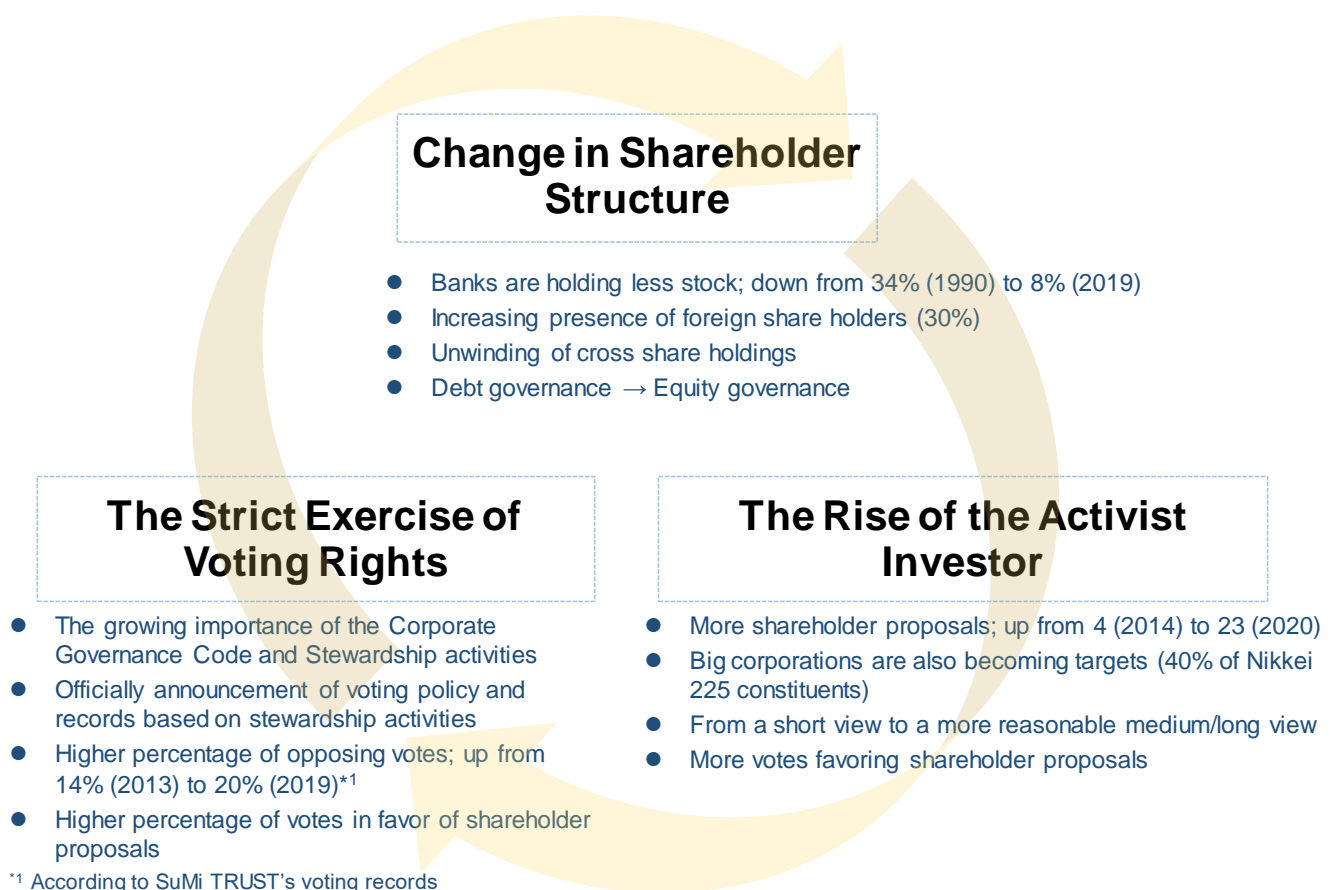 Change in Shareholder
Structure
● Banks are holding less stock; down from 34% (1990) to 8% (2019)
● Increasing presence of foreign share holders (30%)
● Unwinding of cross share holdings
● Debt governance → Equity governance
The Strict Exercise of
Voting Rights
● The growing importance of the Corporate
Governance Code and Stewardship activities
● Officially announcement of voting policy and
records based on stewardship activities
● Higher percentage of opposing votes; up from
14% (2013) to 20% (2019)*1
● Higher percentage of votes in favor of shareholder
proposals
*1 According to SuMi TRUST's voting records
The Rise of the Activist
Investor
● More shareholder proposals; up from 4 (2014) to 23 (2020)
● Big corporations are also becoming targets (40% of Nikkei
225 constituents)
● From a short view to a more reasonable medium/long view
● More votes favoring shareholder proposals